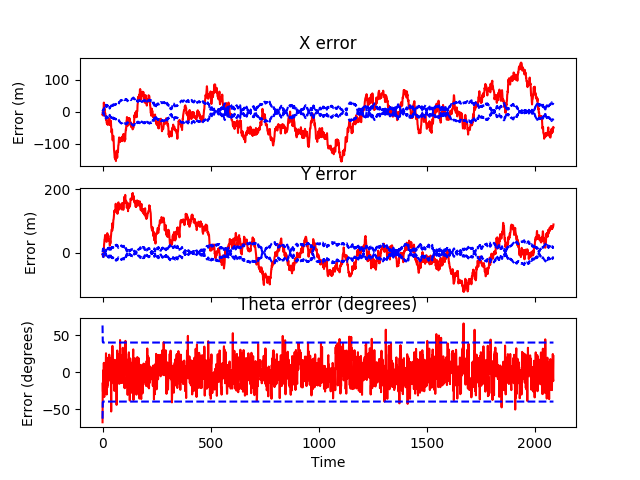 X error
100
0
−100
Error (m)
Y error
200
0
Error (m)
Theta error (degrees)
50
0
−50
Error (degrees)
0 500 1000 1500 2000
Time